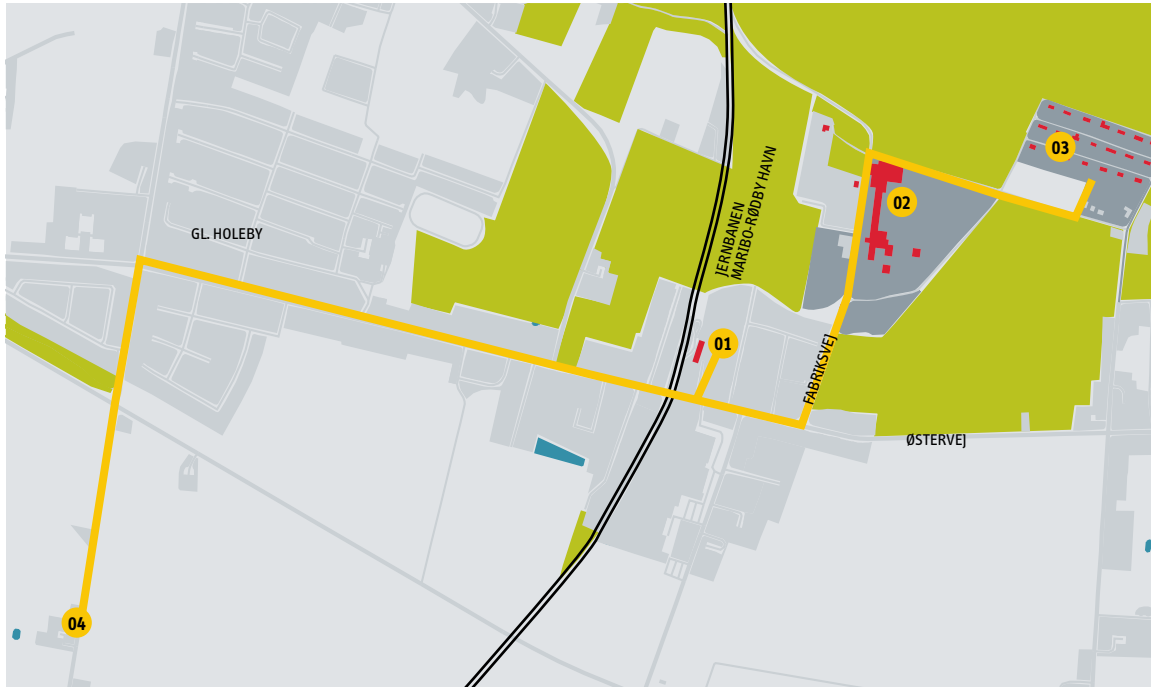 03
02
GL. HOLEBY
JERNBANEN
MARIBO-RØDBY HAVN
01
FABRIKSVEJ
ØSTERVEJ
04